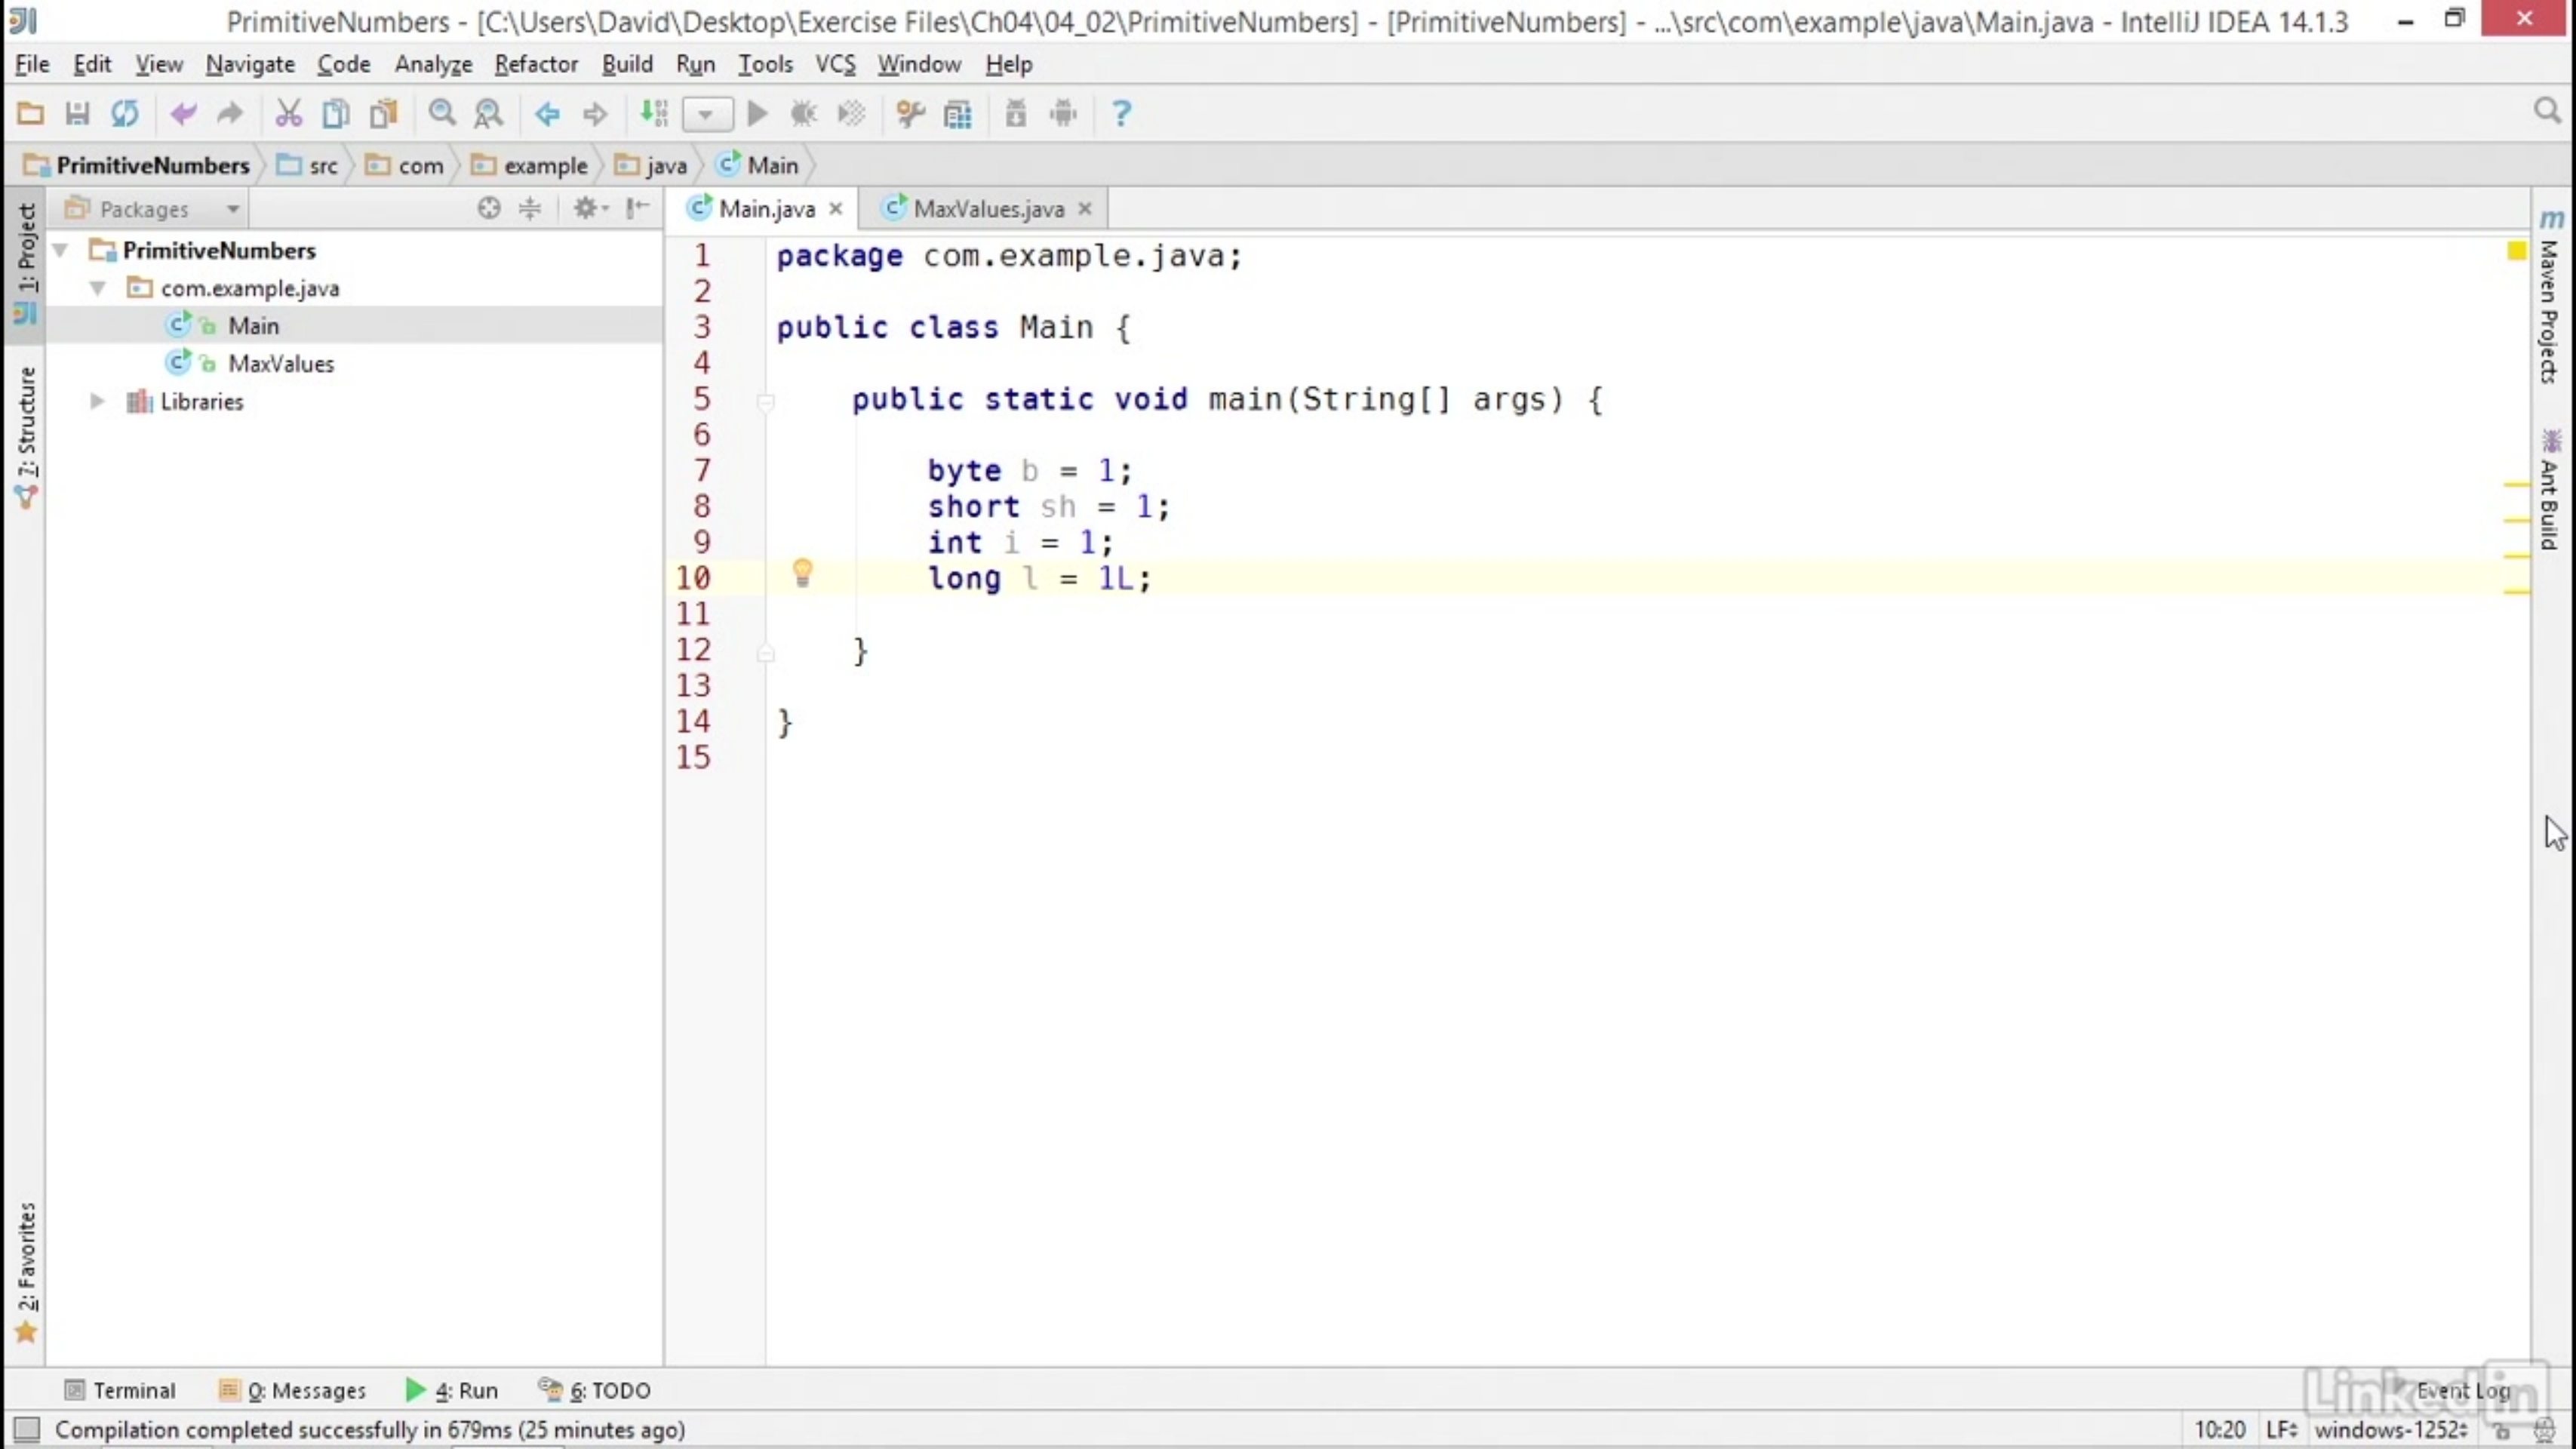 PrimitiveNumbers - [C:\Users\David\Desktop\Exercise Files\Ch04\04_02\PrimitiveNumbers] - [PrimitiveNumbers] - ...\src\com\example\java\Main.java - IntelliJ IDEA 14.1.3
File Edit View Navigate Code Analyze Refactor Build Run Tools VCS Window Help
PrimitiveNumbers src com example java Main
Packages
Main.java MaxValues.java
1: Project
7: Structure
2: Favorites
PrimitiveNumbers
com.example.java
Main
MaxValues
Libraries
1 package com.example.java;
2
3 public class Main {
4
5 public static void main(String[] args) {
6
7 byte b = 1;
8 short sh = 1;
9 int i = 1;
10 long l = 1L;
11
12 }
13
14 }
15
Maven Projects
Ant Build
Terminal 0: Messages 4: Run 6: TODO Event Log
LinkedIn
Compilation completed successfully in 679ms (25 minutes ago) 10:20 LF windows-1252